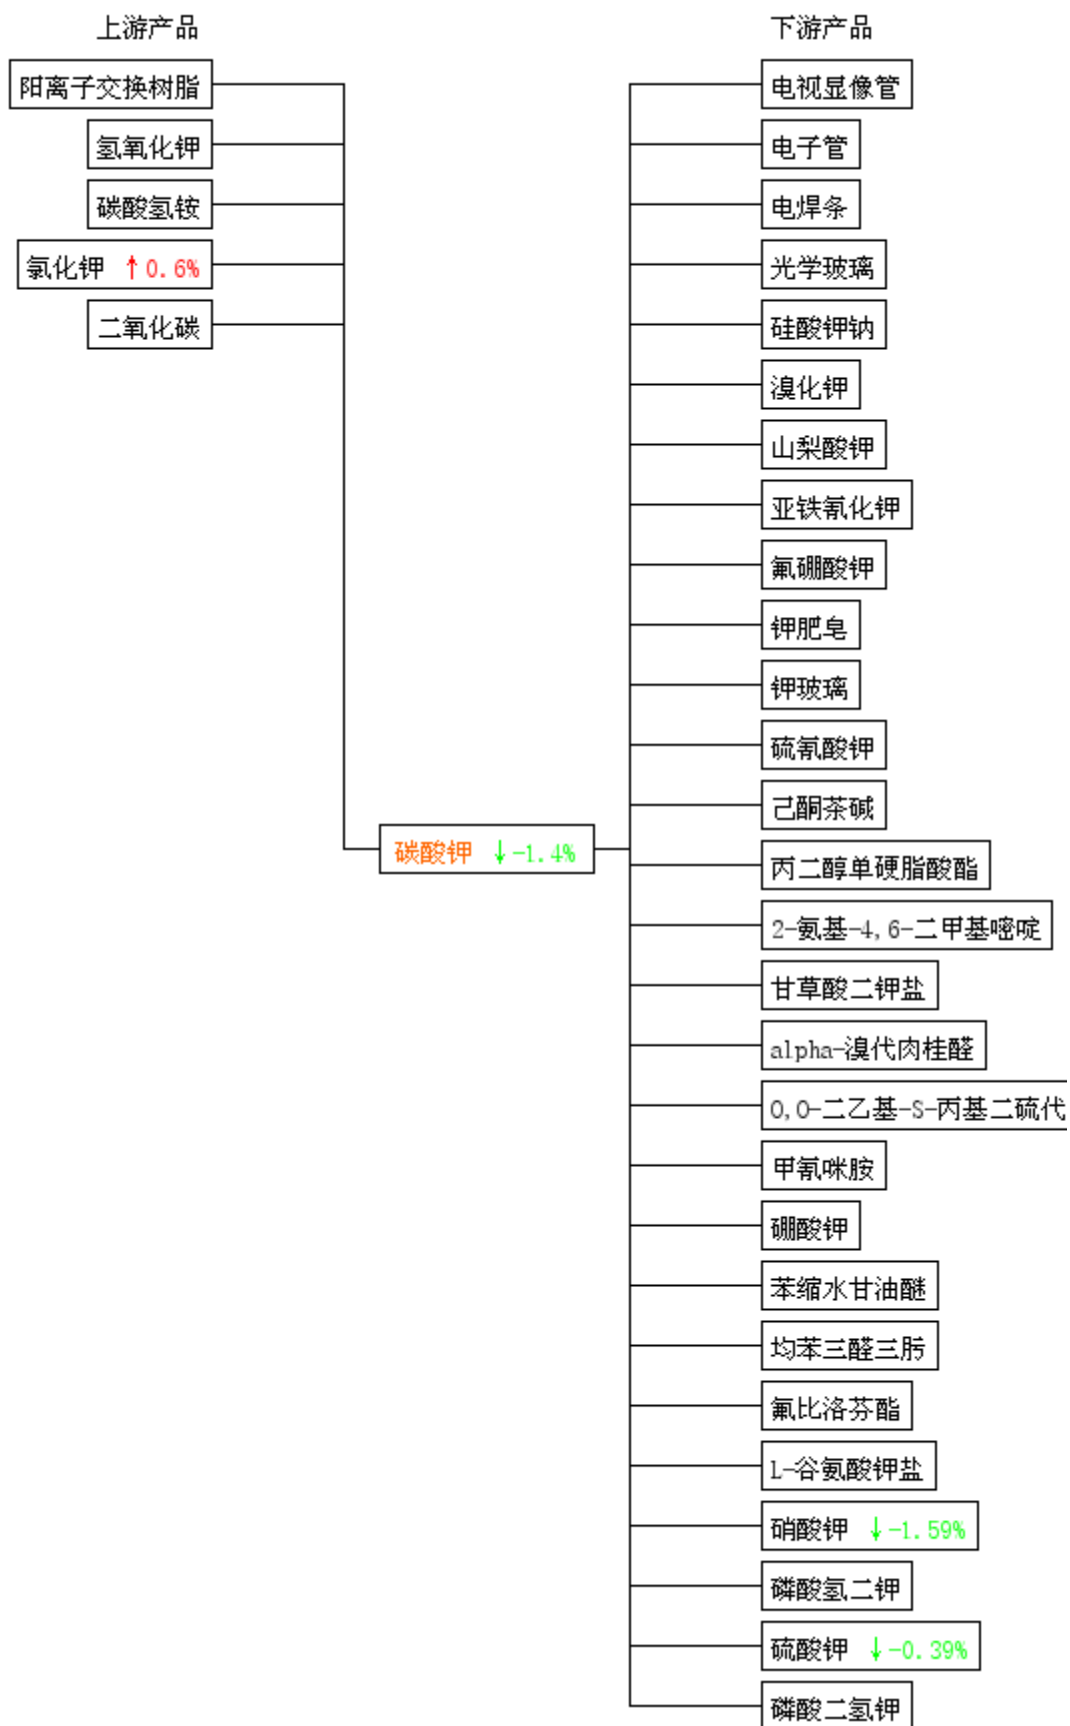 上游产品
下游产品
阳离子交换树脂
氢氧化钾
碳酸氢铵
氯化钾 ↑0.6%
二氧化碳
碳酸钾 ↓-1.4%
电视显像管
电子管
电焊条
光学玻璃
硅酸钾钠
溴化钾
山梨酸钾
亚铁氰化钾
氟硼酸钾
钾肥皂
钾玻璃
硫氰酸钾
己酮茶碱
丙二醇单硬脂酸酯
2-氨基-4,6-二甲基嘧啶
甘草酸二钾盐
alpha-溴代肉桂醛
O,O-二乙基-S-丙基二硫代
甲氰咪胺
硼酸钾
苯缩水甘油醚
均苯三醛三肟
氟比洛芬酯
L-谷氨酸钾盐
硝酸钾 ↓-1.59%
磷酸氢二钾
硫酸钾 ↓-0.39%
磷酸二氢钾